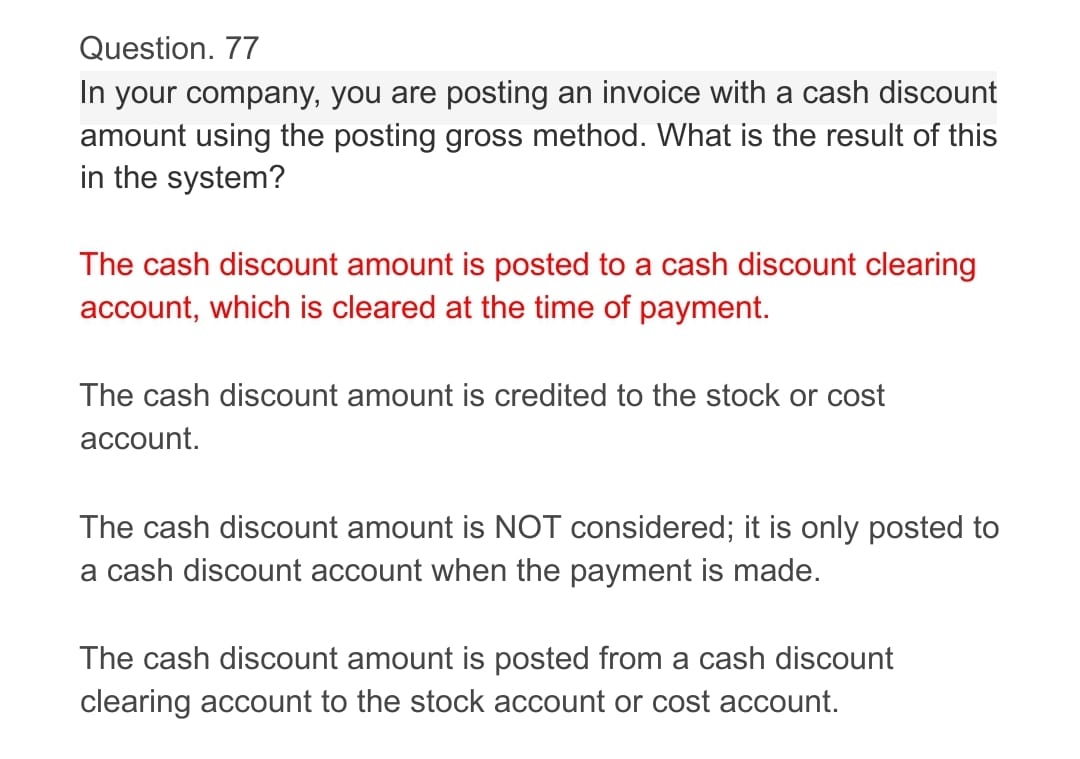 Question. 77
In your company, you are posting an invoice with a cash discount
amount using the posting gross method. What is the result of this
in the system?
The cash discount amount is posted to a cash discount clearing
account, which is cleared at the time of payment.
The cash discount amount is credited to the stock or cost
account.
The cash discount amount is NOT considered; it is only posted to
a cash discount account when the payment is made.
The cash discount amount is posted from a cash discount
clearing account to the stock account or cost account.